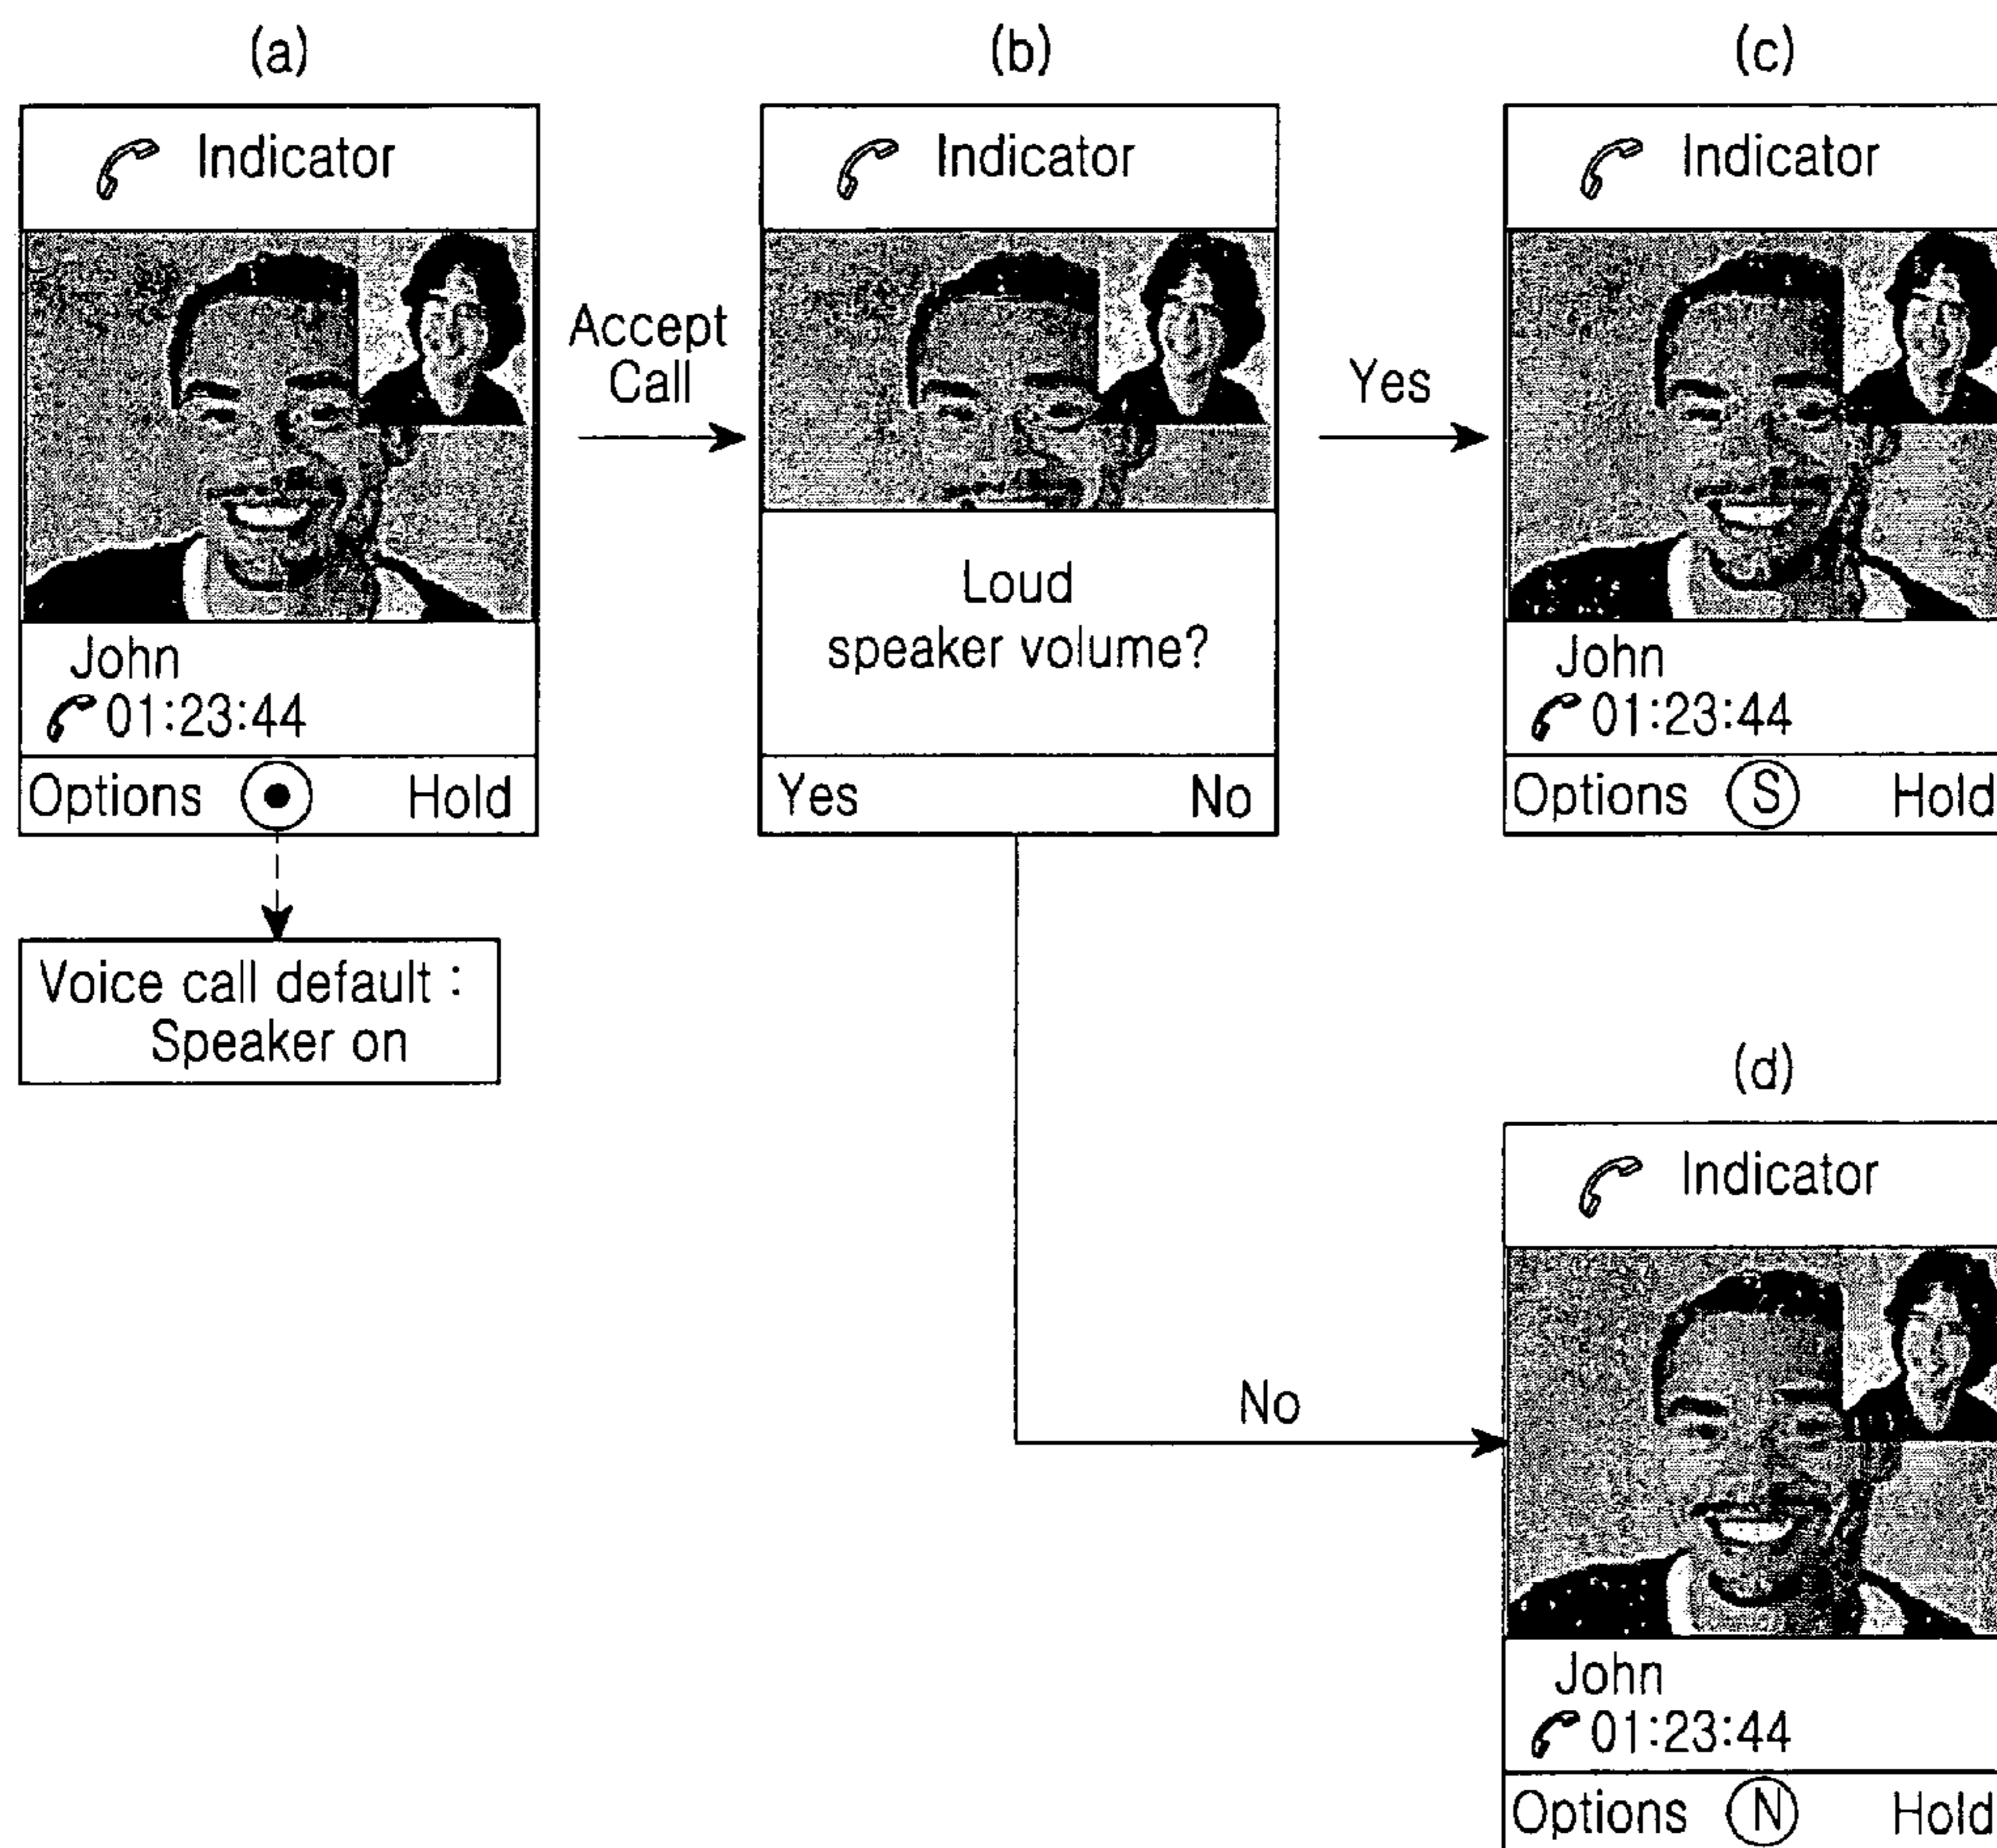 (a)
Indicator
John
01:23:44
Options
Hold
Voice call default :
Speaker on
Accept
Call
(b)
Indicator
Loud
speaker volume?
Yes
No
Yes
(c)
Indicator
John
01:23:44
Options S Hold
No
(d)
Indicator
John
01:23:44
Options N Hold